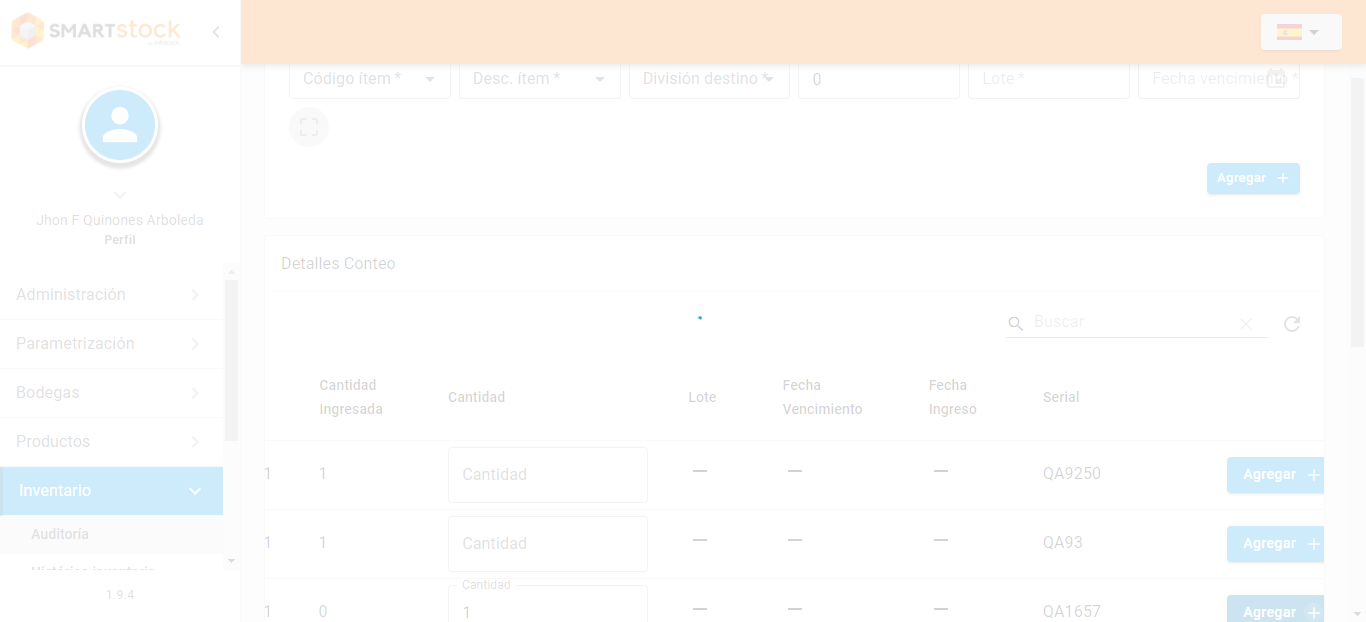 SMARTstock
Código ítem *
Desc. ítem *
División destino *
0
Lote *
Fecha vencimiento *
Agregar
Jhon F Quinones Arboleda
Perfil
Administración
Parametrización
Bodegas
Productos
Inventario
Auditoría
Histórico inventario
1.9.4
Detalles Conteo
Buscar
Cantidad Ingresada
Cantidad
Lote
Fecha Vencimiento
Fecha Ingreso
Serial
1 1 Cantidad — — — QA9250 Agregar
1 1 Cantidad — — — QA93 Agregar
Cantidad
1 0 1 — — — QA1657 Agregar